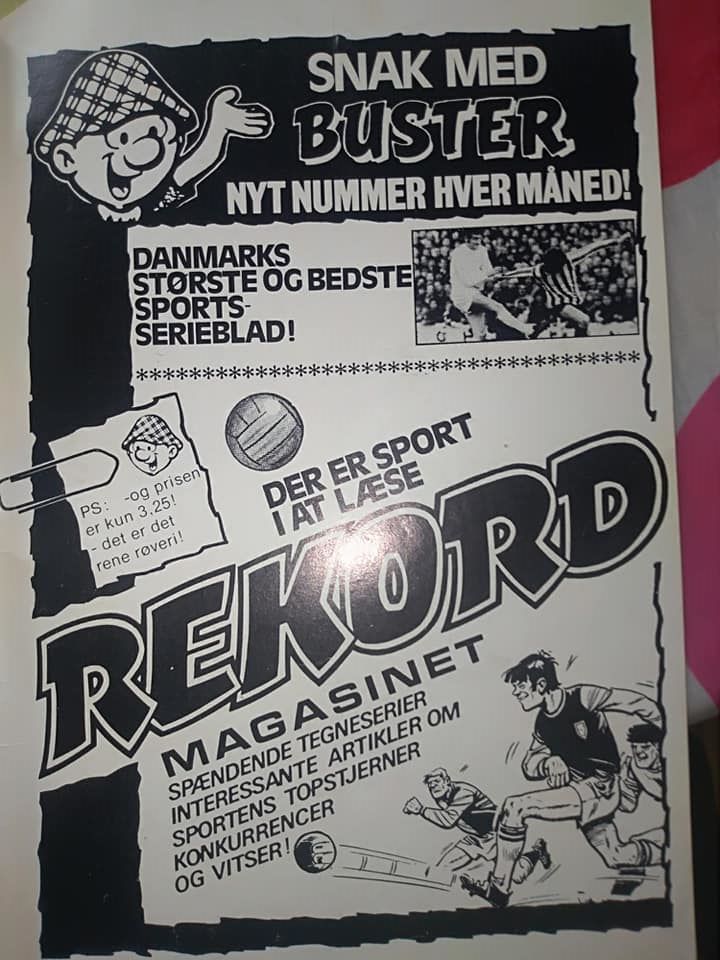 SNAK MED
BUSTER
NYT NUMMER HVER MÅNED!
DANMARKS
STØRSTE OG BEDSTE
SPORTS-
SERIEBLAD!
***************************************
PS: -og prisen
er kun 3.25!
- det er det
rene røveri!
DER ER SPORT
I AT LÆSE
REKORD
MAGASINET
SPÆNDENDE TEGNESERIER
INTERESSANTE ARTIKLER OM
SPORTENS TOPSTJERNER
KONKURRENCER
OG VITSER!